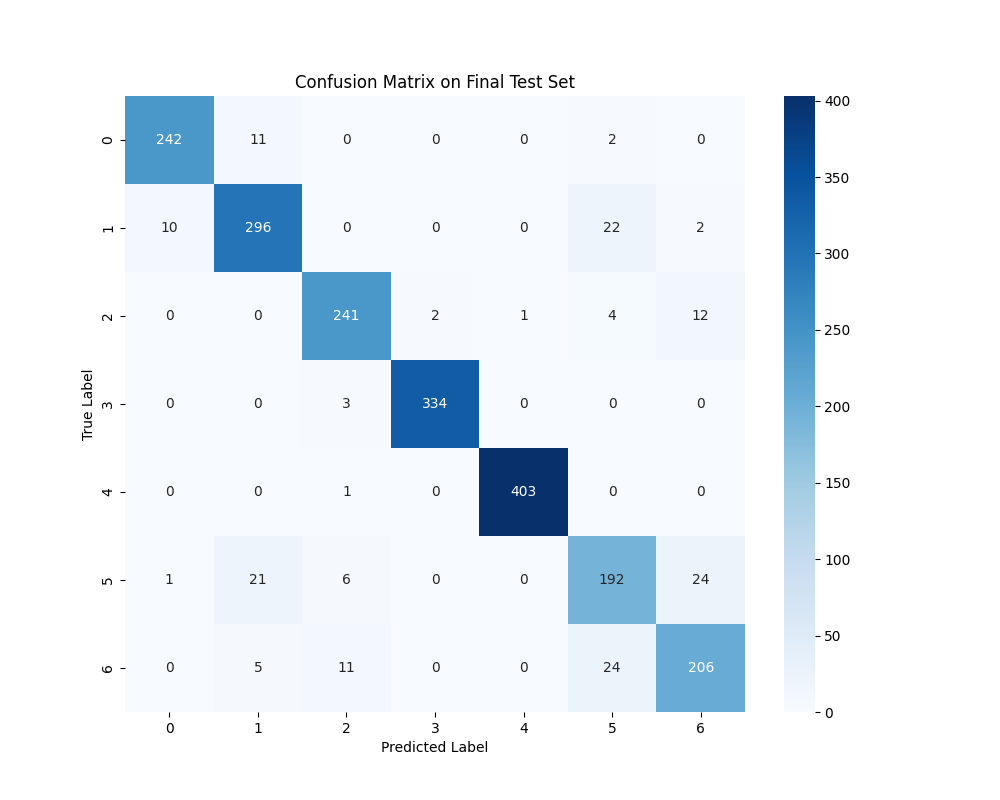 Confusion Matrix on Final Test Set
0 242 11 0 0 0 2 0
1 10 296 0 0 0 22 2
2 0 0 241 2 1 4 12
3 0 0 3 334 0 0 0
4 0 0 1 0 403 0 0
5 1 21 6 0 0 192 24
6 0 5 11 0 0 24 206
0 1 2 3 4 5 6
Predicted Label
True Label
400
350
300
250
200
150
100
50
0